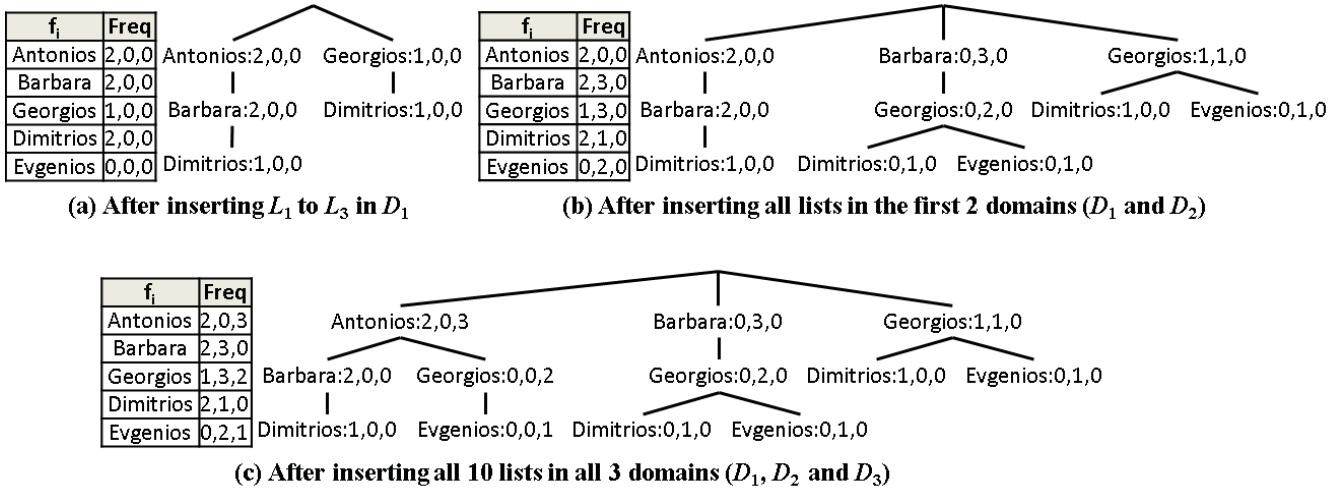 fi Freq
Antonios 2,0,0
Barbara 2,0,0
Georgios 1,0,0
Dimitrios 2,0,0
Evgenios 0,0,0
Antonios:2,0,0 Georgios:1,0,0
Barbara:2,0,0 Dimitrios:1,0,0
Dimitrios:1,0,0
(a) After inserting L1 to L3 in D1
fi Freq
Antonios 2,0,0
Barbara 2,3,0
Georgios 1,3,0
Dimitrios 2,1,0
Evgenios 0,2,0
Antonios:2,0,0 Barbara:0,3,0 Georgios:1,1,0
Barbara:2,0,0 Georgios:0,2,0 Dimitrios:1,0,0 Evgenios:0,1,0
Dimitrios:1,0,0 Dimitrios:0,1,0 Evgenios:0,1,0
(b) After inserting all lists in the first 2 domains (D1 and D2)
fi Freq
Antonios 2,0,3
Barbara 2,3,0
Georgios 1,3,2
Dimitrios 2,1,0
Evgenios 0,2,1
Antonios:2,0,3 Barbara:0,3,0 Georgios:1,1,0
Barbara:2,0,0 Georgios:0,0,2 Georgios:0,2,0 Dimitrios:1,0,0 Evgenios:0,1,0
Dimitrios:1,0,0 Evgenios:0,0,1 Dimitrios:0,1,0 Evgenios:0,1,0
(c) After inserting all 10 lists in all 3 domains (D1, D2 and D3)